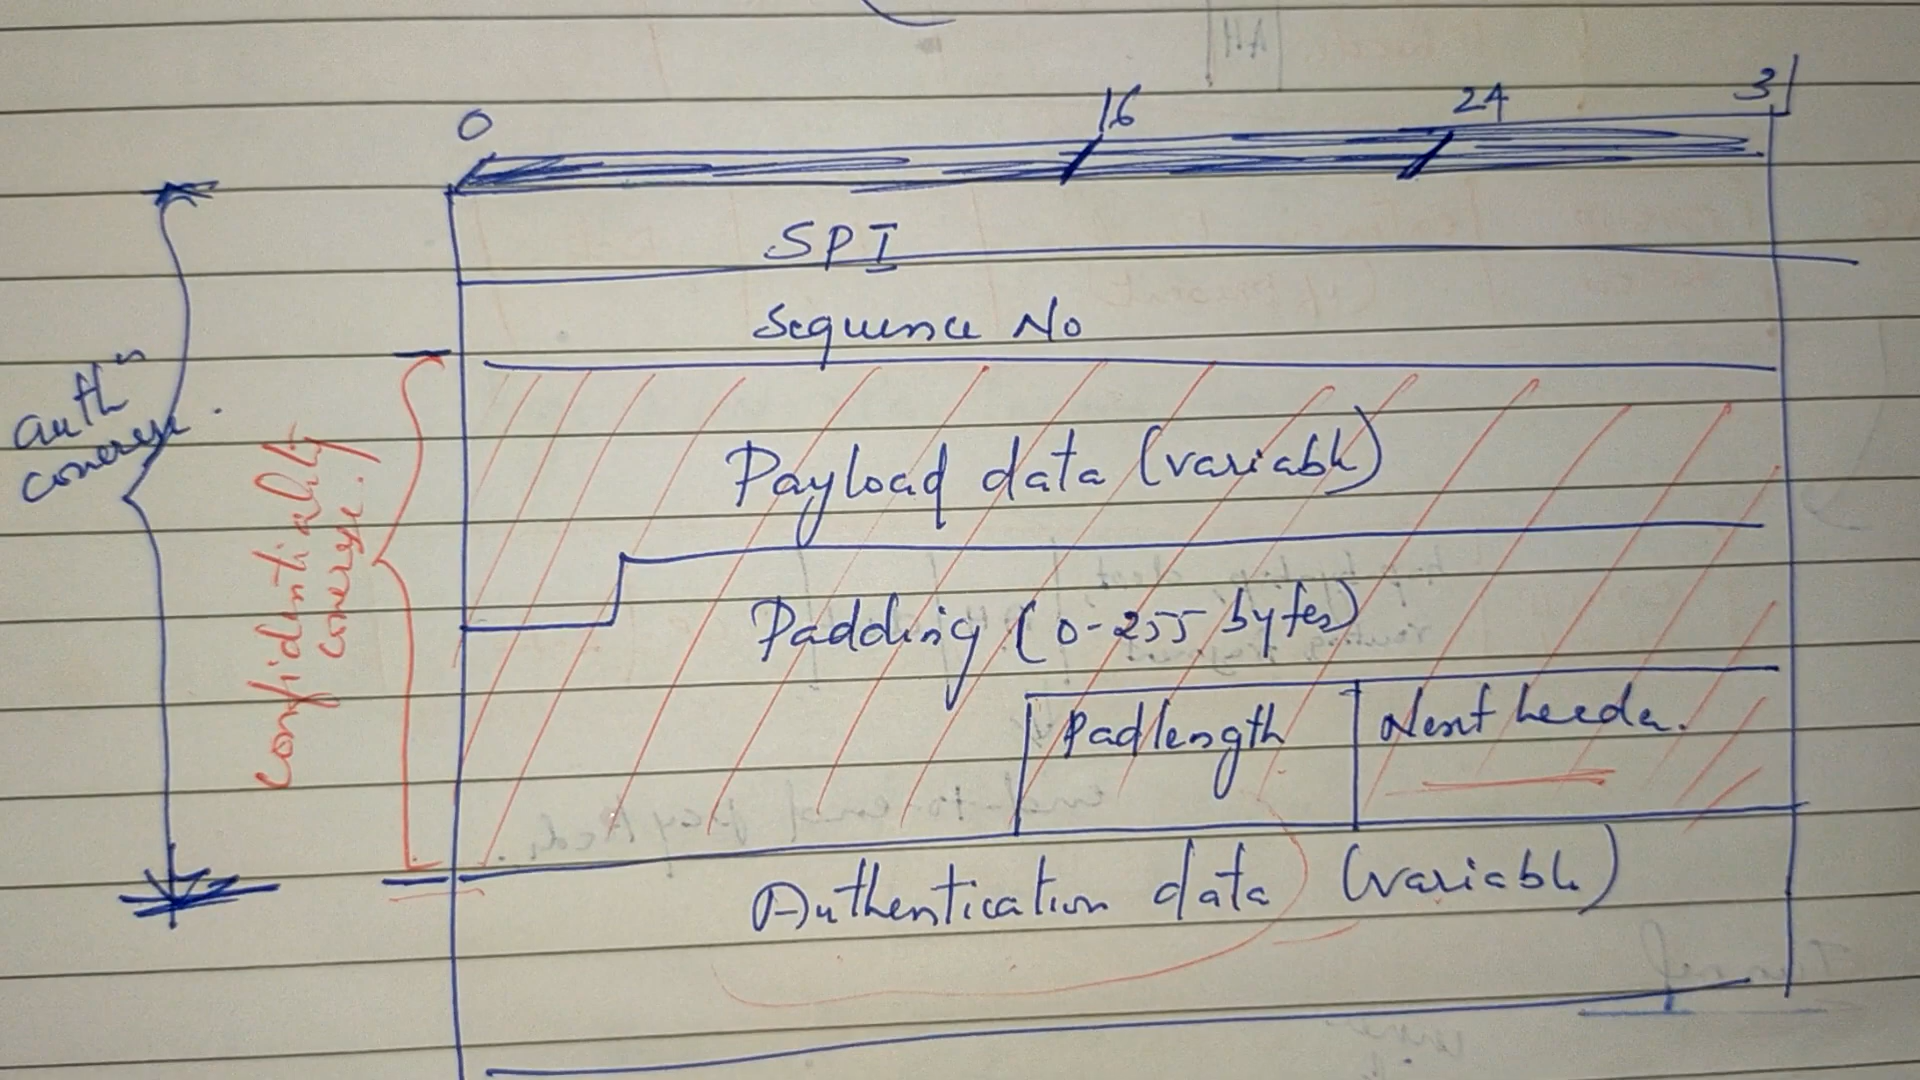 0 16 24 31
SPI
Sequence No
authn
coverage.
Confidentiality
coverage.
Payload data (variable)
Padding (0-255 bytes)
Padlength
Next header.
Authentication data (variable)